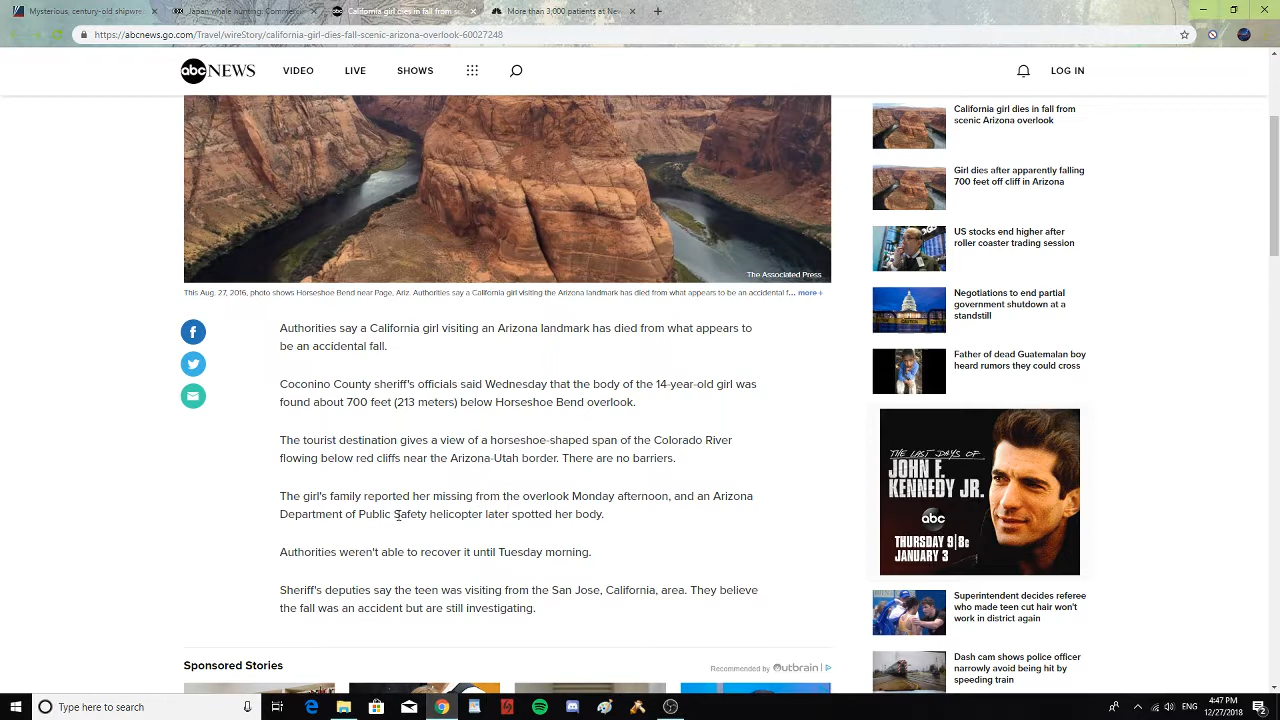 Mysterious, century-old shipwr
Japan whale hunting: Commerc
California girl dies in fall from sc
More than 3,000 patients at New
https://abcnews.go.com/Travel/wireStory/california-girl-dies-fall-scenic-arizona-overlook-60027248
abc NEWS
VIDEO
LIVE
SHOWS
LOG IN
The Associated Press
This Aug. 27, 2016, photo shows Horseshoe Bend near Page, Ariz. Authorities say a California girl visiting the Arizona landmark has died from what appears to be an accidental f... more +
Authorities say a California girl visiting an Arizona landmark has died from what appears to
be an accidental fall.
Coconino County sheriff's officials said Wednesday that the body of the 14-year-old girl was
found about 700 feet (213 meters) below Horseshoe Bend overlook.
The tourist destination gives a view of a horseshoe-shaped span of the Colorado River
flowing below red cliffs near the Arizona-Utah border. There are no barriers.
The girl's family reported her missing from the overlook Monday afternoon, and an Arizona
Department of Public Safety helicopter later spotted her body.
Authorities weren't able to recover it until Tuesday morning.
Sheriff's deputies say the teen was visiting from the San Jose, California, area. They believe
the fall was an accident but are still investigating.
Sponsored Stories
Recommended by Outbrain
California girl dies in fall from
scenic Arizona overlook
Girl dies after apparently falling
700 feet off cliff in Arizona
US stocks end higher after
roller coaster trading session
Negotiations to end partial
government shutdown at a
standstill
Father of dead Guatemalan boy
heard rumors they could cross
THE LAST DAYS OF
JOHN F.
KENNEDY JR.
abc
THURSDAY 9|8c
JANUARY 3
Superintendent decides referee
who made teen cut hair won't
work in district again
Dash cam shows police officer
narrowly avoid being hit by
speeding train
Type here to search
4:47 PM
12/27/2018